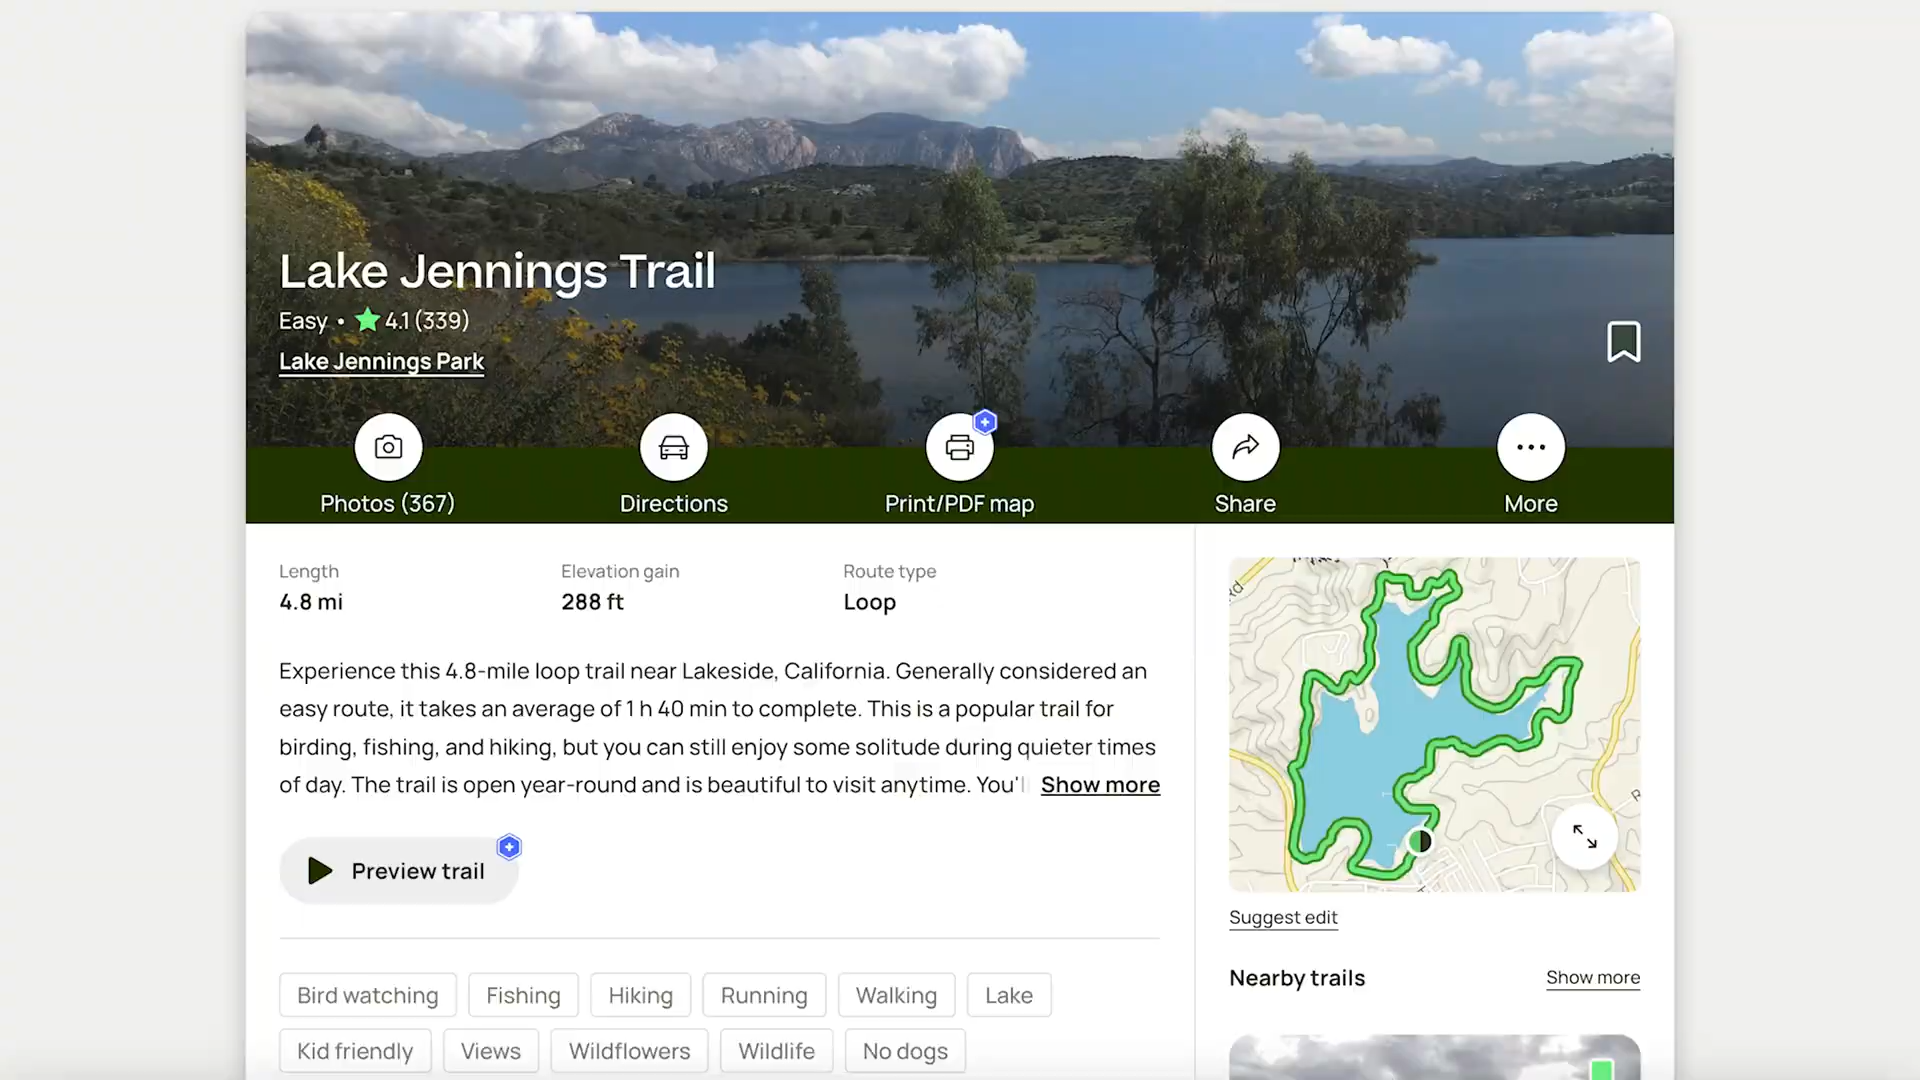 Lake Jennings Trail
Easy • 4.1 (339)
Lake Jennings Park
Photos (367)
Directions
Print/PDF map
Share
More
Length
4.8 mi
Elevation gain
288 ft
Route type
Loop
Experience this 4.8-mile loop trail near Lakeside, California. Generally considered an
easy route, it takes an average of 1 h 40 min to complete. This is a popular trail for
birding, fishing, and hiking, but you can still enjoy some solitude during quieter times
of day. The trail is open year-round and is beautiful to visit anytime. You'll Show more
Preview trail
Bird watching
Fishing
Hiking
Running
Walking
Lake
Kid friendly
Views
Wildflowers
Wildlife
No dogs
Rd
Suggest edit
Nearby trails
Show more